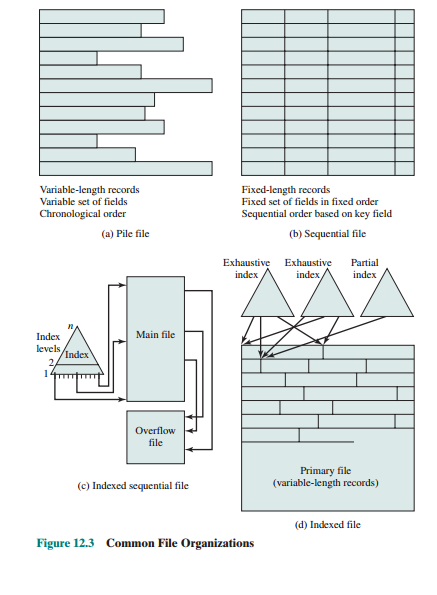 Variable-length records
Variable set of fields
Chronological order
(a) Pile file
Fixed-length records
Fixed set of fields in fixed order
Sequential order based on key field
(b) Sequential file
Exhaustive index
Exhaustive index
Partial index
n
Index levels
2
1
Index
Main file
Overflow file
(c) Indexed sequential file
Primary file
(variable-length records)
(d) Indexed file
Figure 12.3 Common File Organizations